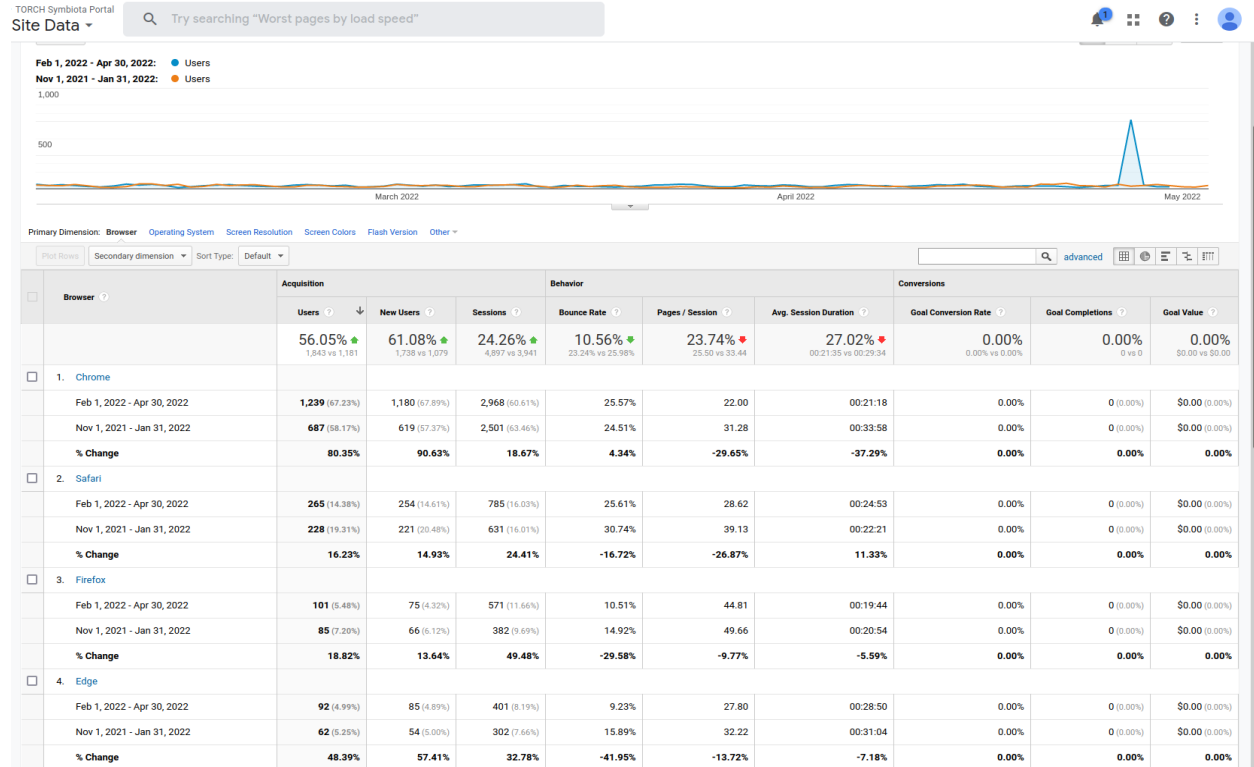 TORCH Symbiota Portal
Site Data
Try searching “Worst pages by load speed”
1
Feb 1, 2022 - Apr 30, 2022: Users
Nov 1, 2021 - Jan 31, 2022: Users
1,000
500
March 2022 April 2022 May 2022
Primary Dimension: Browser Operating System Screen Resolution Screen Colors Flash Version Other
Plot Rows Secondary dimension Sort Type: Default advanced
Browser ? Acquisition Behavior Conversions
Users ? New Users ? Sessions ? Bounce Rate ? Pages / Session ? Avg. Session Duration ? Goal Conversion Rate ? Goal Completions ? Goal Value ?
56.05% 61.08% 24.26% 10.56% 23.74% 27.02% 0.00% 0.00% 0.00%
1,843 vs 1,181 1,738 vs 1,079 4,897 vs 3,941 23.24% vs 25.98% 25.50 vs 33.44 00:21:35 vs 00:29:34 0.00% vs 0.00% 0 vs 0 $0.00 vs $0.00
1. Chrome
Feb 1, 2022 - Apr 30, 2022 1,239 (67.23%) 1,180 (67.89%) 2,968 (60.61%) 25.57% 22.00 00:21:18 0.00% 0 (0.00%) $0.00 (0.00%)
Nov 1, 2021 - Jan 31, 2022 687 (58.17%) 619 (57.37%) 2,501 (63.46%) 24.51% 31.28 00:33:58 0.00% 0 (0.00%) $0.00 (0.00%)
% Change 80.35% 90.63% 18.67% 4.34% -29.65% -37.29% 0.00% 0.00% 0.00%
2. Safari
Feb 1, 2022 - Apr 30, 2022 265 (14.38%) 254 (14.61%) 785 (16.03%) 25.61% 28.62 00:24:53 0.00% 0 (0.00%) $0.00 (0.00%)
Nov 1, 2021 - Jan 31, 2022 228 (19.31%) 221 (20.48%) 631 (16.01%) 30.74% 39.13 00:22:21 0.00% 0 (0.00%) $0.00 (0.00%)
% Change 16.23% 14.93% 24.41% -16.72% -26.87% 11.33% 0.00% 0.00% 0.00%
3. Firefox
Feb 1, 2022 - Apr 30, 2022 101 (5.48%) 75 (4.32%) 571 (11.66%) 10.51% 44.81 00:19:44 0.00% 0 (0.00%) $0.00 (0.00%)
Nov 1, 2021 - Jan 31, 2022 85 (7.20%) 66 (6.12%) 382 (9.69%) 14.92% 49.66 00:20:54 0.00% 0 (0.00%) $0.00 (0.00%)
% Change 18.82% 13.64% 49.48% -29.58% -9.77% -5.59% 0.00% 0.00% 0.00%
4. Edge
Feb 1, 2022 - Apr 30, 2022 92 (4.99%) 85 (4.89%) 401 (8.19%) 9.23% 27.80 00:28:50 0.00% 0 (0.00%) $0.00 (0.00%)
Nov 1, 2021 - Jan 31, 2022 62 (5.25%) 54 (5.00%) 302 (7.66%) 15.89% 32.22 00:31:04 0.00% 0 (0.00%) $0.00 (0.00%)
% Change 48.39% 57.41% 32.78% -41.95% -13.72% -7.18% 0.00% 0.00% 0.00%